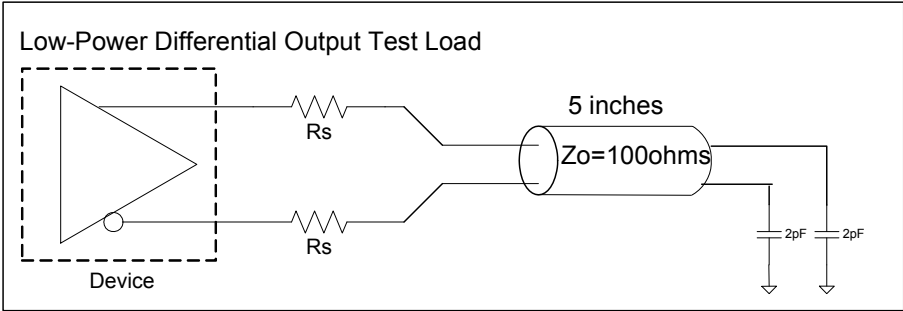 Low-Power Differential Output Test Load
Rs
5 inches
Zo=100ohms
Rs
2pF
2pF
Device